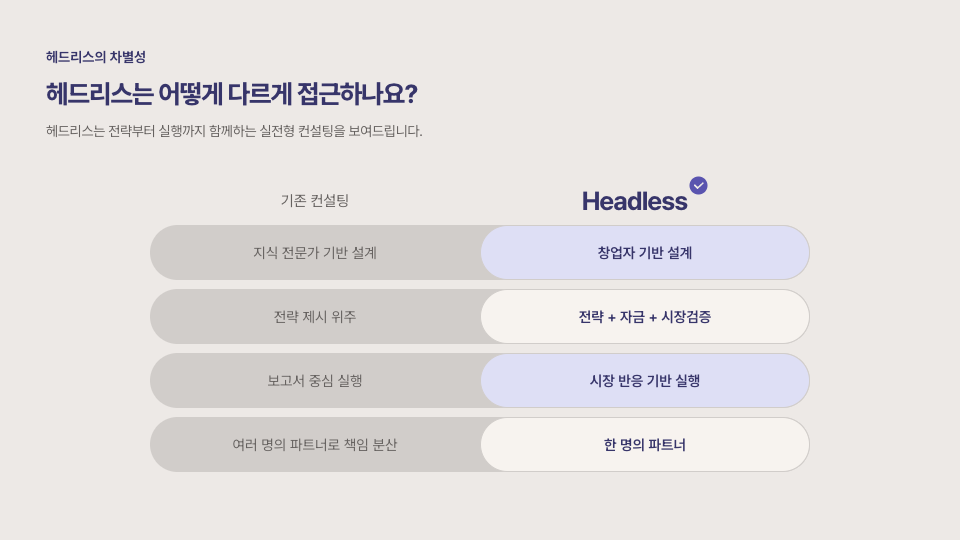 헤드리스의 차별성
헤드리스는 어떻게 다르게 접근하나요?
헤드리스는 전략부터 실행까지 함께하는 실전형 컨설팅을 보여드립니다.
기존 컨설팅
Headless
지식 전문가 기반 설계
창업자 기반 설계
전략 제시 위주
전략 + 자금 + 시장검증
보고서 중심 실행
시장 반응 기반 실행
여러 명의 파트너로 책임 분산
한 명의 파트너